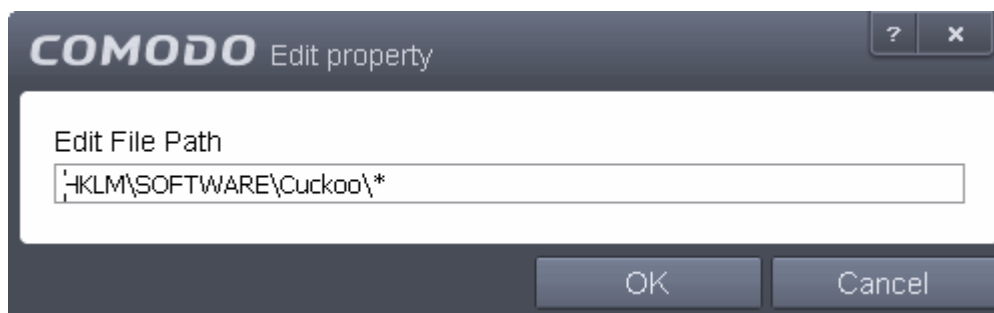 COMODO Edit property ? x
Edit File Path
HKLM\SOFTWARE\Cuckoo\*
OK Cancel